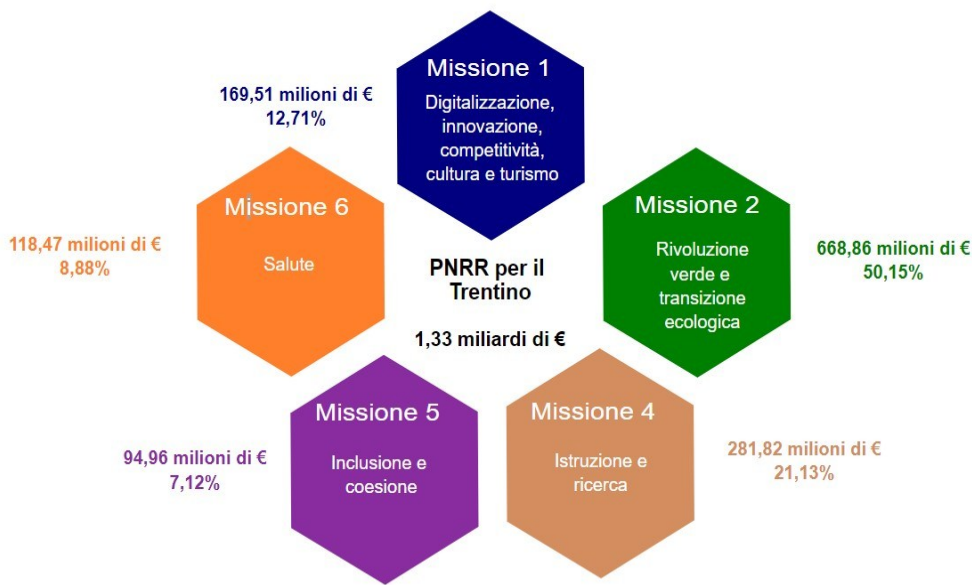 Missione 1
Digitalizzazione,
innovazione,
competitività,
cultura e turismo
169,51 milioni di €
12,71%
Missione 2
Rivoluzione
verde e
transizione
ecologica
668,86 milioni di €
50,15%
Missione 6
Salute
118,47 milioni di €
8,88%
PNRR per il
Trentino
1,33 miliardi di €
Missione 5
Inclusione e
coesione
94,96 milioni di €
7,12%
Missione 4
Istruzione e
ricerca
281,82 milioni di €
21,13%